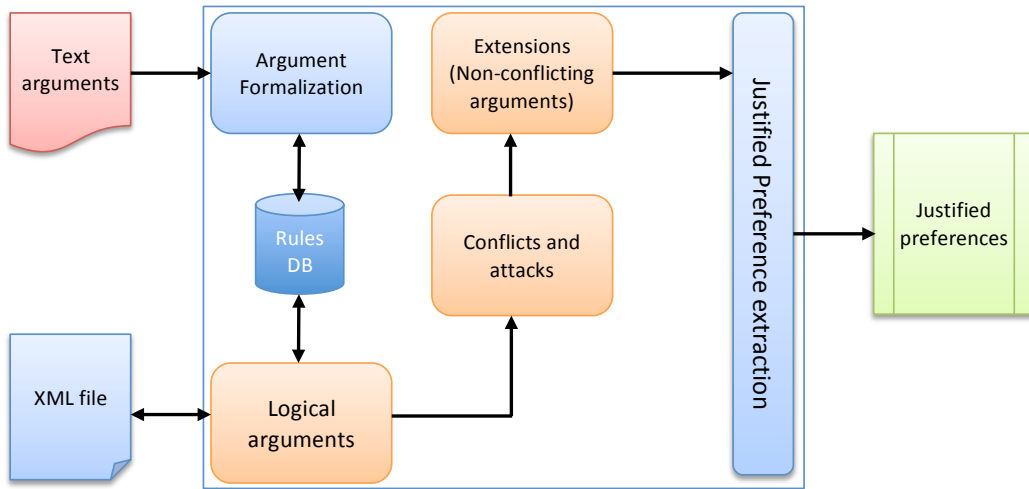 Text
arguments
Argument
Formalization
Extensions
(Non-conflicting
arguments)
Rules
DB
Conflicts and
attacks
Justified Preference extraction
Justified
preferences
XML file
Logical
arguments